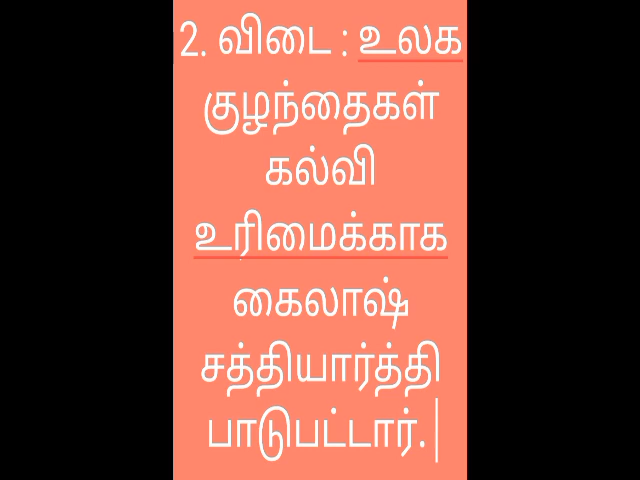 2. விடை : உலக
குழந்தைகள்
கல்வி
உரிமைக்காக
கைலாஷ்
சத்தியார்த்தி
பாடுபட்டார்.